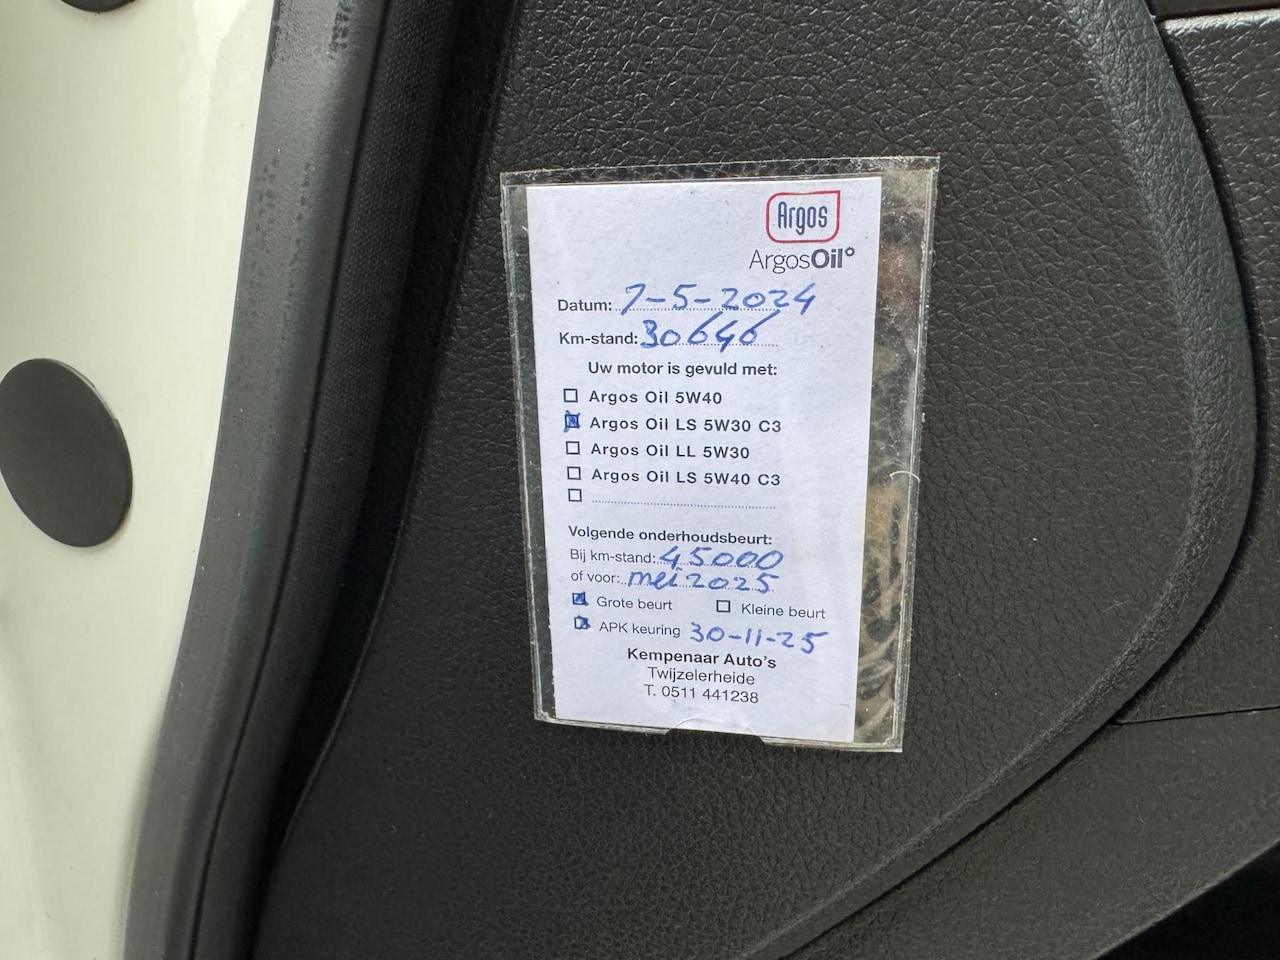 Argos
ArgosOil°
Datum: 7-5-2024
Km-stand: 30646
Uw motor is gevuld met:
Argos Oil 5W40
Argos Oil LS 5W30 C3
Argos Oil LL 5W30
Argos Oil LS 5W40 C3
Volgende onderhoudsbeurt:
Bij km-stand: 45000
of voor: mei 2025
Grote beurt Kleine beurt
APK keuring 30-11-25
Kempenaar Auto's
Twijzelerheide
T. 0511 441238